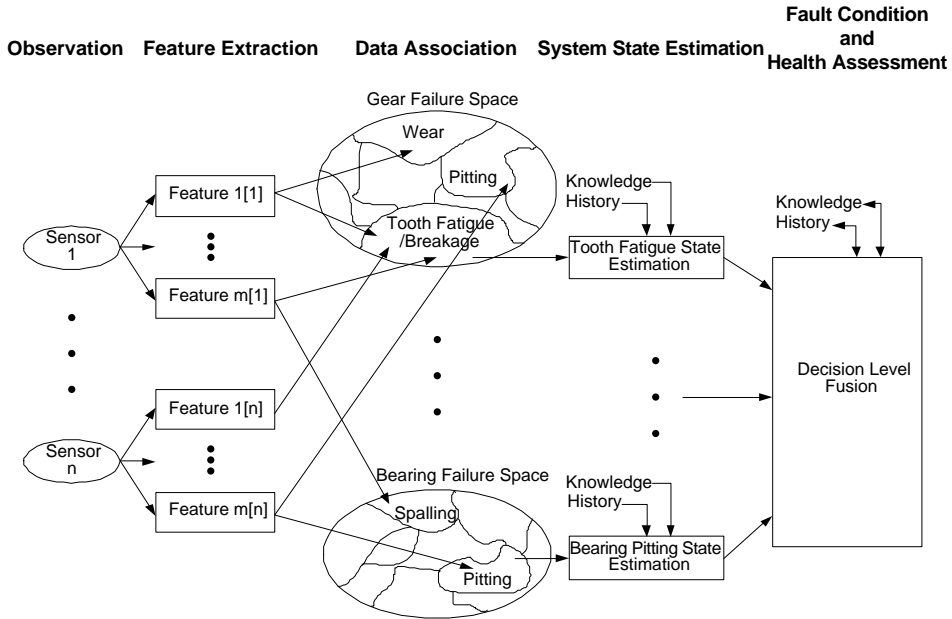 Observation
Feature Extraction
Data Association
System State Estimation
Fault Condition
and
Health Assessment
Gear Failure Space
Wear
Pitting
Tooth Fatigue
/Breakage
Feature 1[1]
Sensor
1
Feature m[1]
Feature 1[n]
Sensor
n
Feature m[n]
Bearing Failure Space
Spalling
Pitting
Knowledge
History
Tooth Fatigue State
Estimation
Knowledge
History
Bearing Pitting State
Estimation
Knowledge
History
Decision Level
Fusion